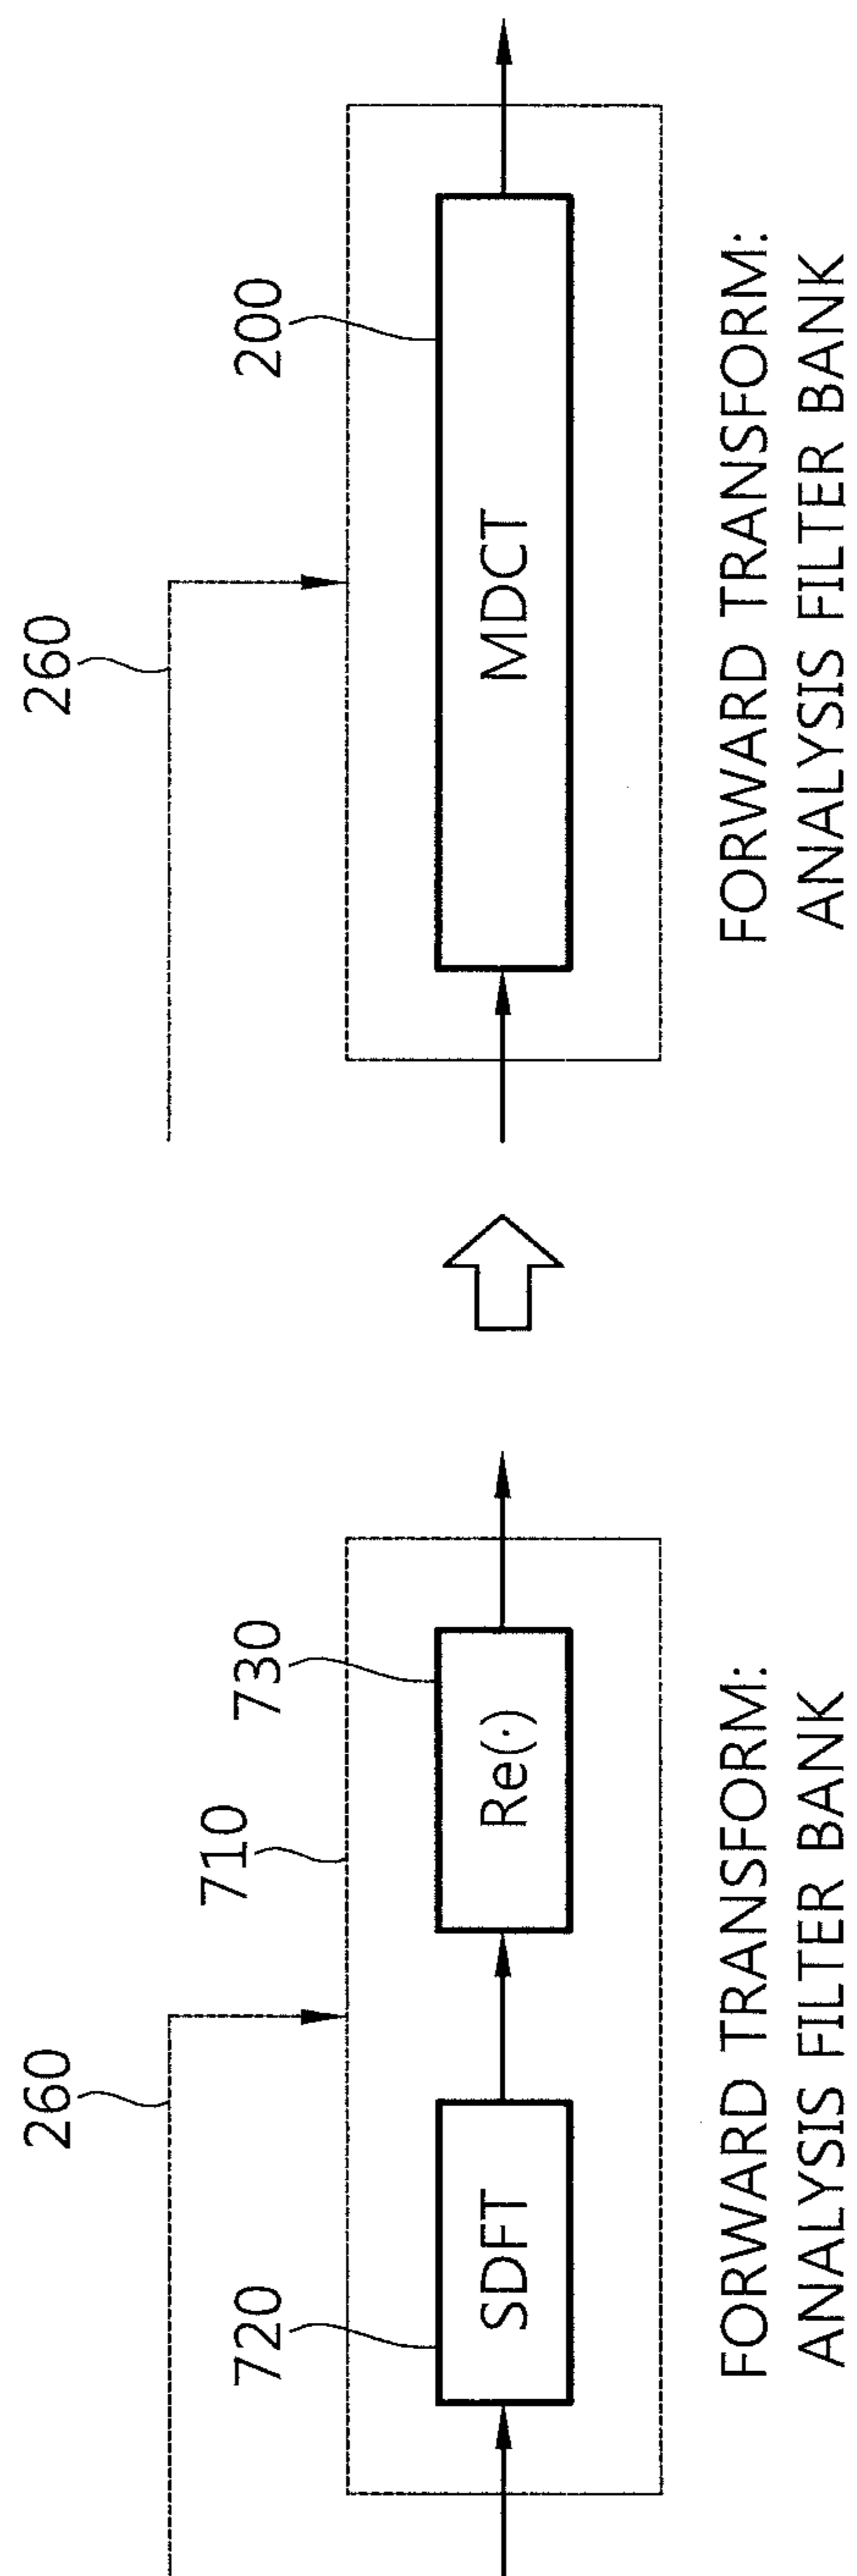 260
710
720
730
SDFT
Re(·)
FORWARD TRANSFORM:
ANALYSIS FILTER BANK
260
200
MDCT
FORWARD TRANSFORM:
ANALYSIS FILTER BANK